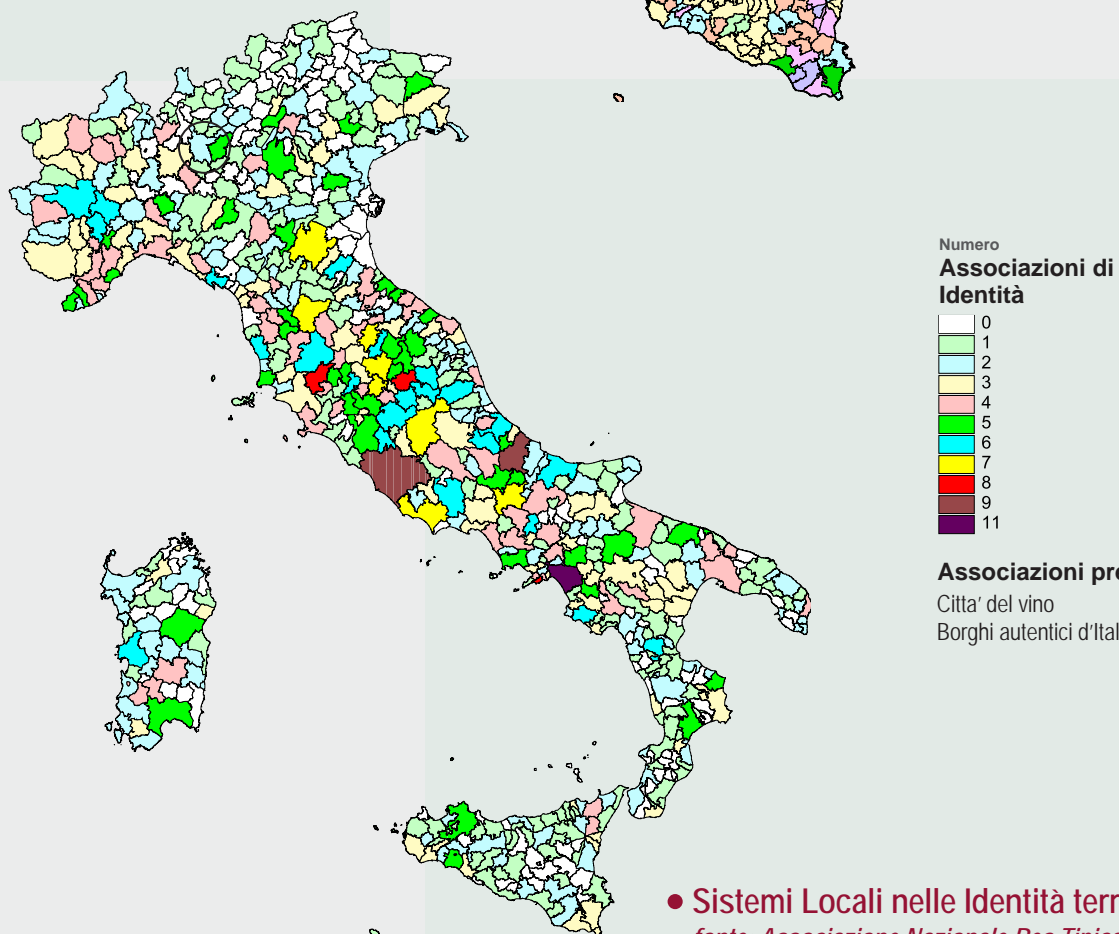 Numero
Associazioni di
Identità
0
1
2
3
4
5
6
7
8
9
11
Associazioni pre
Citta' del vino
Borghi autentici d'Ital
• Sistemi Locali nelle Identità terr